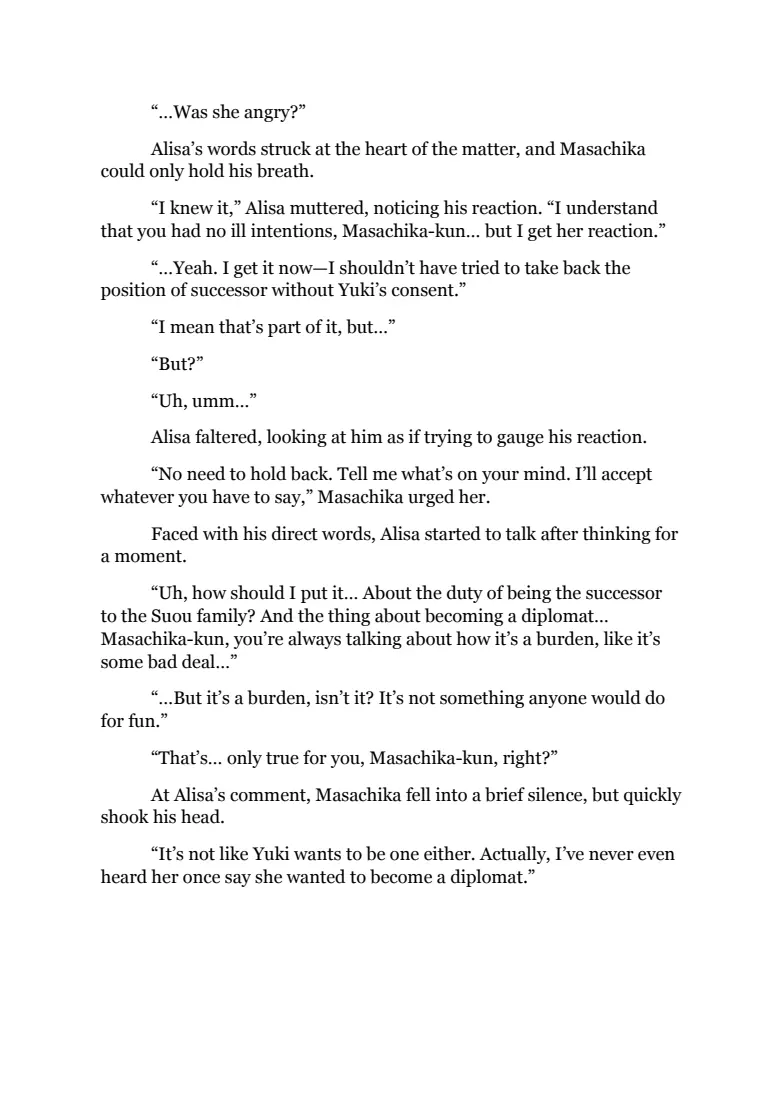 “…Was she angry?”
Alisa’s words struck at the heart of the matter, and Masachika
could only hold his breath.
“I knew it,” Alisa muttered, noticing his reaction. “I understand
that you had no ill intentions, Masachika-kun… but I get her reaction.”
“…Yeah. I get it now—I shouldn’t have tried to take back the
position of successor without Yuki’s consent.”
“I mean that’s part of it, but…”
“But?”
“Uh, umm…”
Alisa faltered, looking at him as if trying to gauge his reaction.
“No need to hold back. Tell me what’s on your mind. I’ll accept
whatever you have to say,” Masachika urged her.
Faced with his direct words, Alisa started to talk after thinking for
a moment.
“Uh, how should I put it… About the duty of being the successor
to the Suou family? And the thing about becoming a diplomat…
Masachika-kun, you’re always talking about how it’s a burden, like it’s
some bad deal…”
“…But it’s a burden, isn’t it? It’s not something anyone would do
for fun.”
“That’s… only true for you, Masachika-kun, right?”
At Alisa’s comment, Masachika fell into a brief silence, but quickly
shook his head.
“It’s not like Yuki wants to be one either. Actually, I’ve never even
heard her once say she wanted to become a diplomat.”